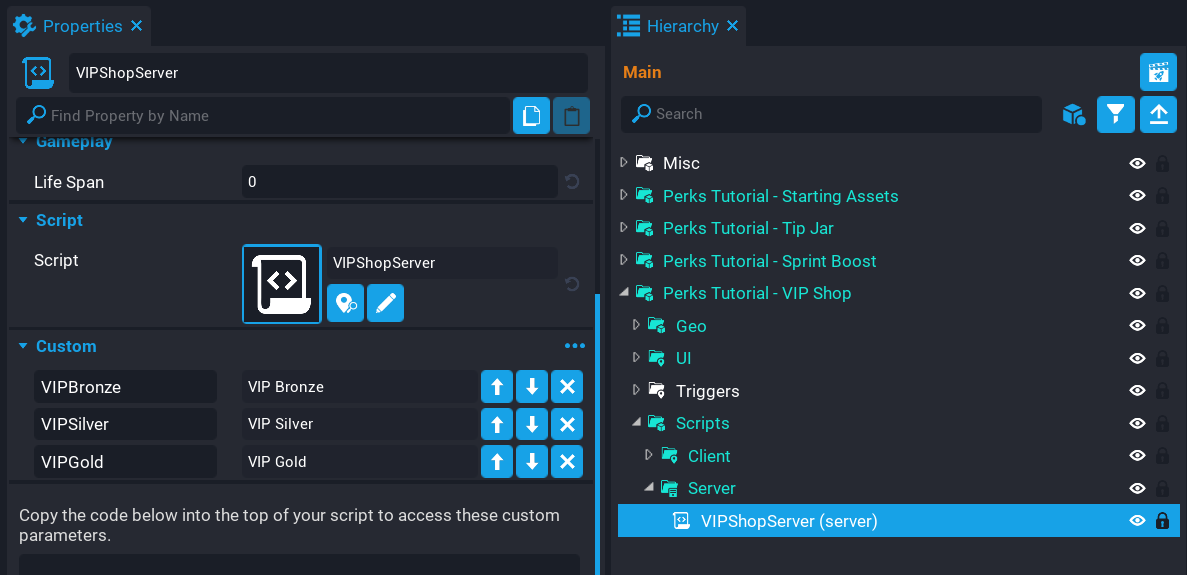 Properties
VIPShopServer
Find Property by Name
Gameplay
Life Span
0
Script
Script
VIPShopServer
Custom
VIPBronze
VIP Bronze
VIPSilver
VIP Silver
VIPGold
VIP Gold
Copy the code below into the top of your script to access these custom
parameters.
Hierarchy
Main
Search
Misc
Perks Tutorial - Starting Assets
Perks Tutorial - Tip Jar
Perks Tutorial - Sprint Boost
Perks Tutorial - VIP Shop
Geo
UI
Triggers
Scripts
Client
Server
VIPShopServer (server)